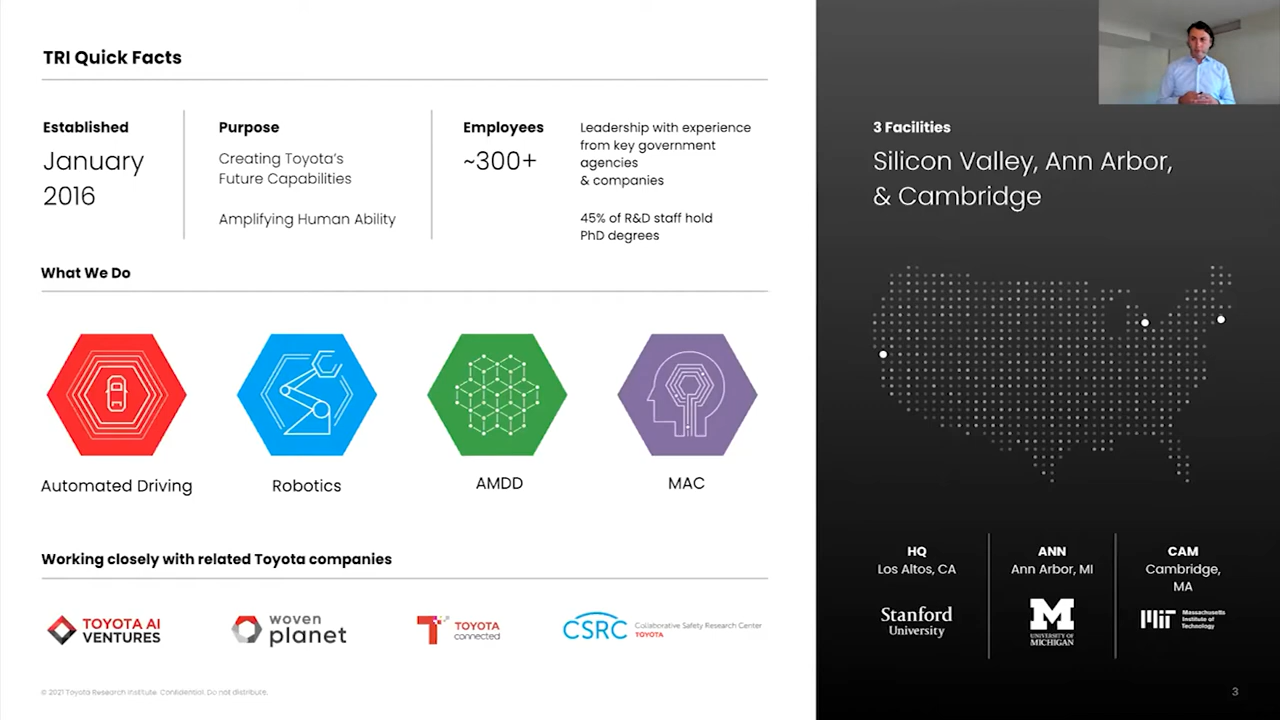 TRI Quick Facts
Established
January
2016
Purpose
Creating Toyota's
Future Capabilities
Amplifying Human Ability
Employees
~300+
Leadership with experience
from key government
agencies
& companies
45% of R&D staff hold
PhD degrees
What We Do
Automated Driving
Robotics
AMDD
MAC
Working closely with related Toyota companies
TOYOTA AI
VENTURES
woven
planet
TOYOTA
connected
CSRC
Collaborative Safety Research Center
TOYOTA
© 2021 Toyota Research Institute. Confidential. Do not distribute.
3 Facilities
Silicon Valley, Ann Arbor,
& Cambridge
HQ
Los Altos, CA
Stanford
University
ANN
Ann Arbor, MI
M
UNIVERSITY OF
MICHIGAN
CAM
Cambridge,
MA
MIT
Massachusetts
Institute of
Technology
3